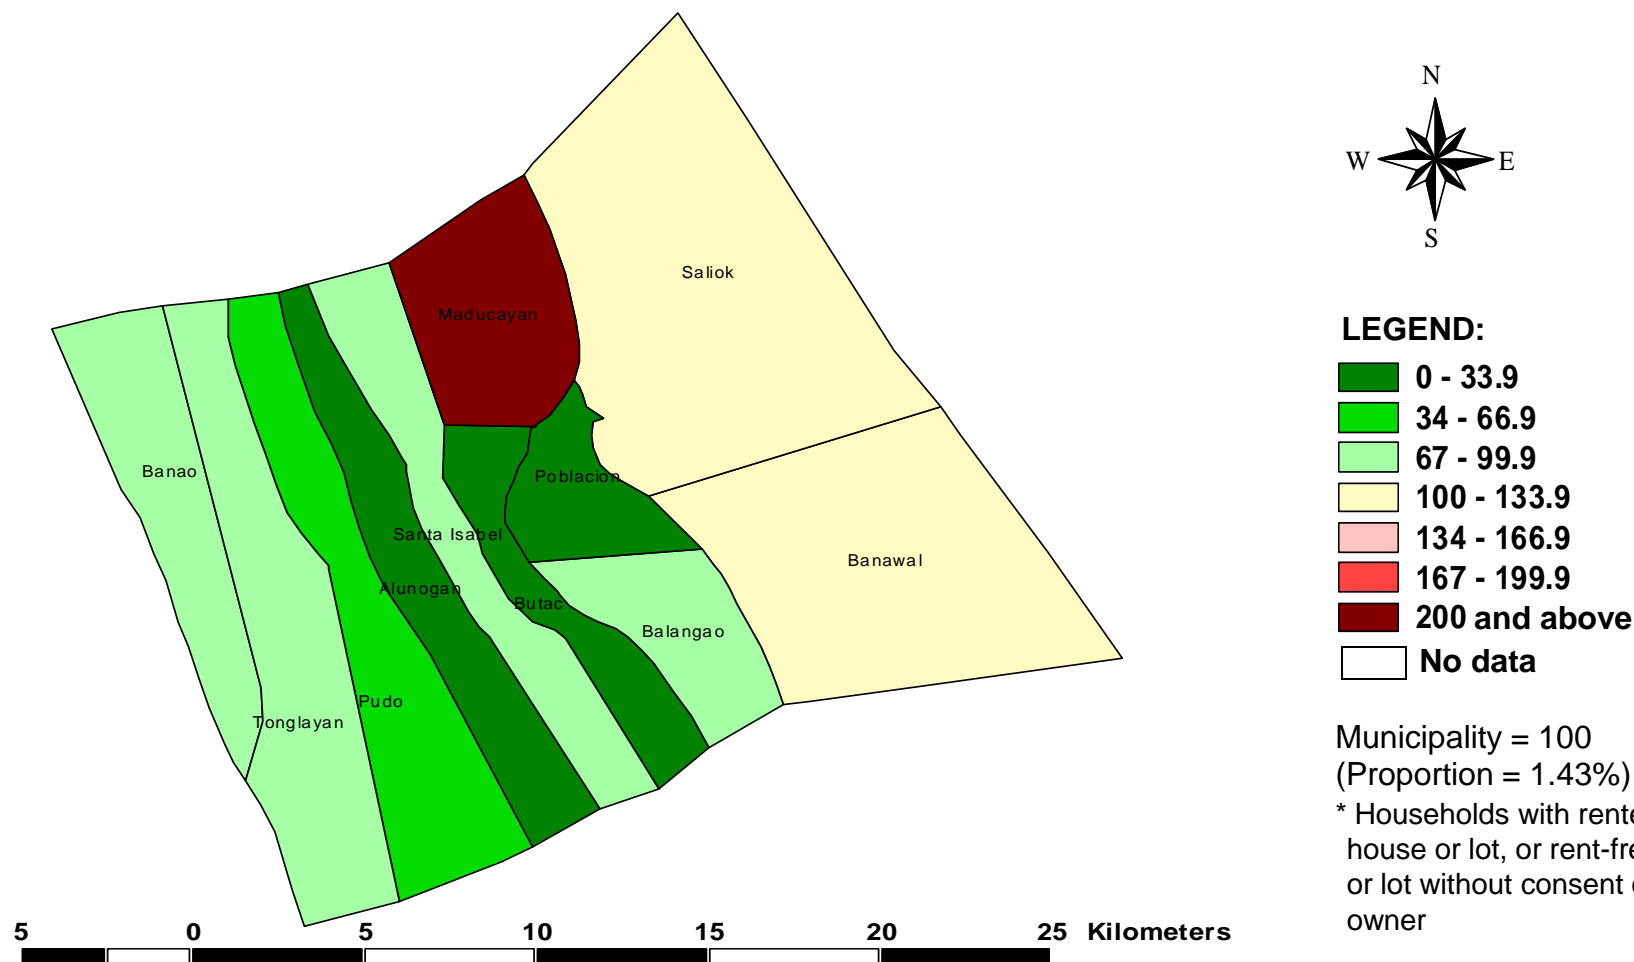 N
W E
S
Saliok
Maducayan
Banao
Poblacion
Santa Isabel
Banawal
Alunogan
Butac
Balangao
Pudo
Tonglayan
LEGEND:
0 - 33.9
34 - 66.9
67 - 99.9
100 - 133.9
134 - 166.9
167 - 199.9
200 and above
No data
Municipality = 100
(Proportion = 1.43%)
* Households with rente
house or lot, or rent-fre
or lot without consent
owner
5 0 5 10 15 20 25 Kilometers